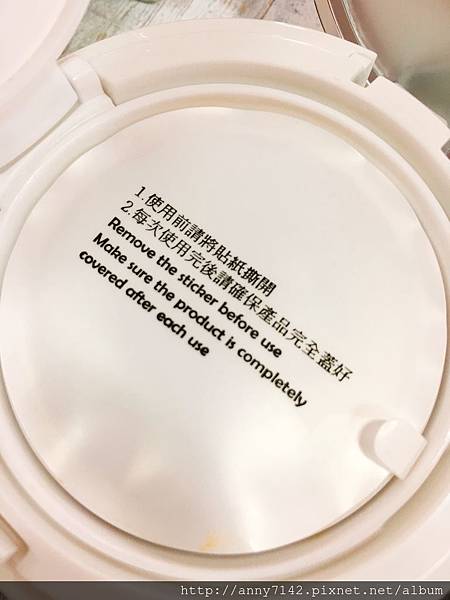 1.使用前請將貼紙撕開
2.每次使用完後請確保產品完全蓋好
Remove the sticker before use
Make sure the product is completely
covered after each use
http://anny7142.pixnet.net/album